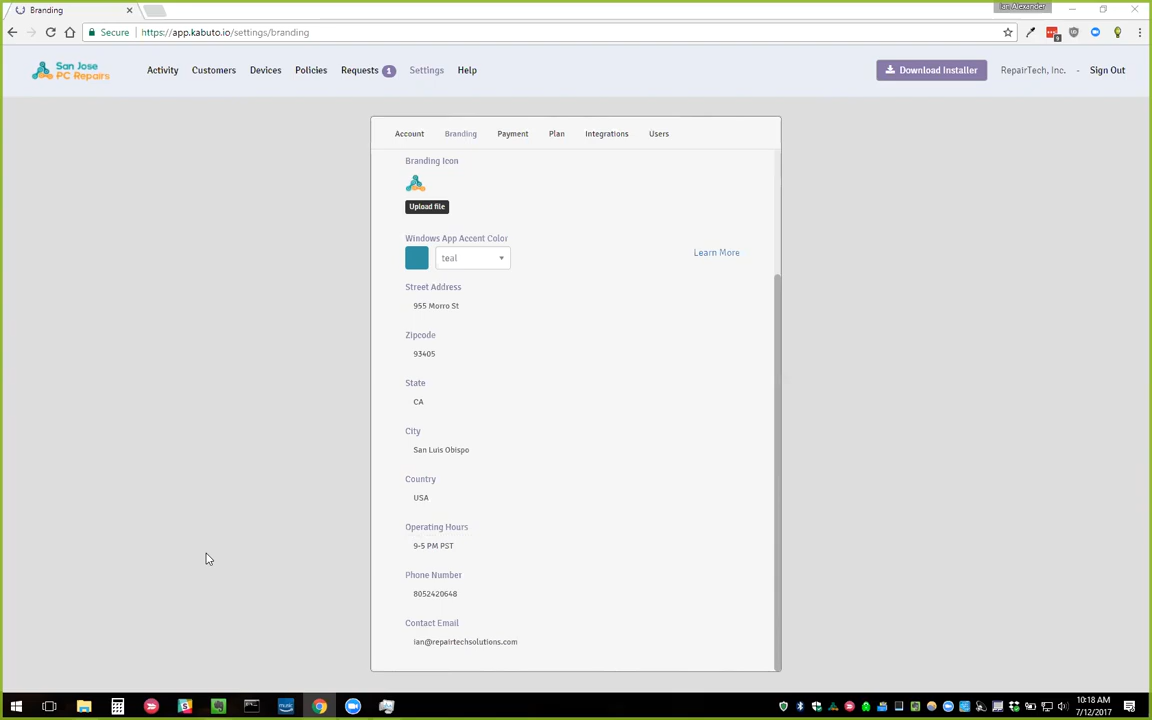 Branding
Ian Alexander
Secure
https://app.kabuto.io/settings/branding
San Jose
PC Repairs
Activity
Customers
Devices
Policies
Requests 1
Settings
Help
Download Installer
RepairTech, Inc.
-
Sign Out
Account
Branding
Payment
Plan
Integrations
Users
Branding Icon
Upload file
Windows App Accent Color
teal
Learn More
Street Address
955 Morro St
Zipcode
93405
State
CA
City
San Luis Obispo
Country
USA
Operating Hours
9-5 PM PST
Phone Number
8052420648
Contact Email
ian@repairtechsolutions.com
music
10:18 AM
7/12/2017